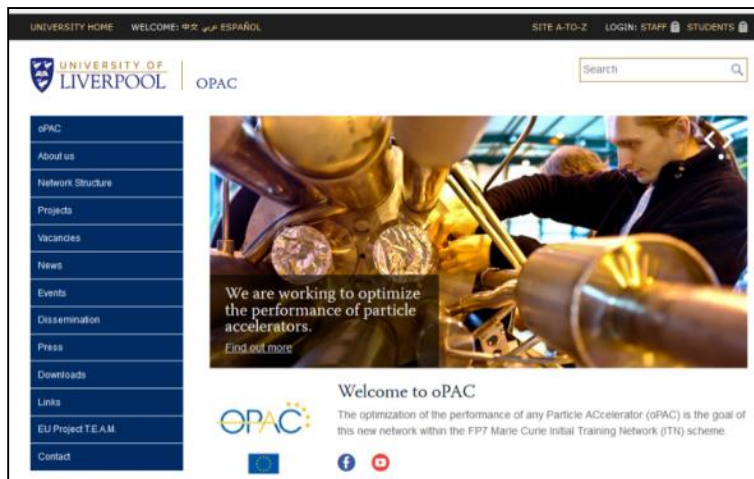 UNIVERSITY HOME WELCOME: 中文 عربي ESPAÑOL SITE A-TO-Z LOGIN: STAFF STUDENTS
UNIVERSITY OF
LIVERPOOL
OPAC
Search
oPAC
About us
Network Structure
Projects
Vacancies
News
Events
Dissemination
Press
Downloads
Links
EU Project T.E.A.M.
Contact
We are working to optimize
the performance of particle
accelerators.
Find out more
Welcome to oPAC
OPAC
The optimization of the performance of any Particle ACcelerator (oPAC) is the goal of
this new network within the FP7 Marie Curie Initial Training Network (ITN) scheme.